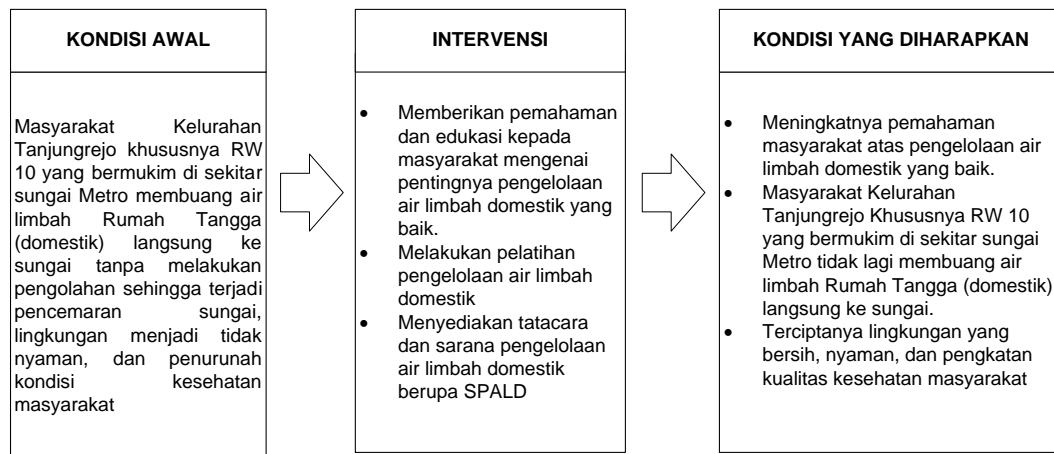 KONDISI AWAL
Masyarakat Kelurahan
Tanjungrejo khususnya RW
10 yang bermukim di sekitar
sungai Metro membuang air
limbah Rumah Tangga
(domestik) langsung ke
sungai tanpa melakukan
pengolahan sehingga terjadi
pencemaran sungai,
lingkungan menjadi tidak
nyaman, dan penurunah
kondisi kesehatan
masyarakat
INTERVENSI
• Memberikan pemahaman
dan edukasi kepada
masyarakat mengenai
pentingnya pengelolaan
air limbah domestik yang
baik.
• Melakukan pelatihan
pengelolaan air limbah
domestik
• Menyediakan tatacara
dan sarana pengelolaan
air limbah domestik
berupa SPALD
KONDISI YANG DIHARAPKAN
• Meningkatnya pemahaman
masyarakat atas pengelolaan air
limbah domestik yang baik.
• Masyarakat Kelurahan
Tanjungrejo Khususnya RW 10
yang bermukim di sekitar sungai
Metro tidak lagi membuang air
limbah Rumah Tangga (domestik)
langsung ke sungai.
• Terciptanya lingkungan yang
bersih, nyaman, dan pengkatan
kualitas kesehatan masyarakat